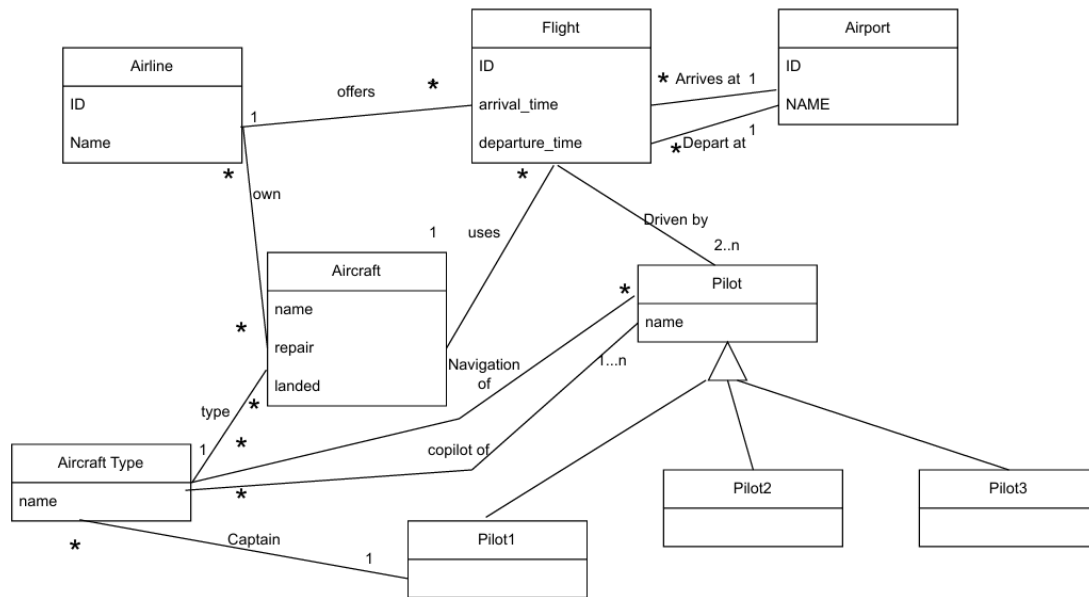 Flight
ID
arrival_time
departure_time
Airport
ID
NAME
Airline
ID
Name
offers
1
*
*
Arrives at 1
*
Depart at
1
*
own
*
*
1
uses
Driven by
2..n
Aircraft
name
repair
landed
Pilot
name
*
1...n
Navigation
of
copilot of
type
*
1
*
*
Aircraft Type
name
*
Captain
1
Pilot1
Pilot2
Pilot3